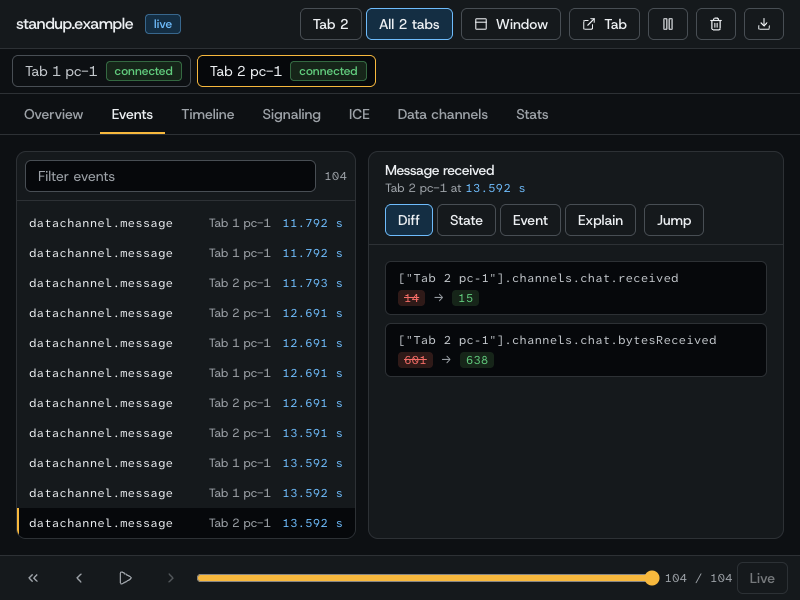 standup.example live Tab 2 All 2 tabs Window Tab
Tab 1 pc-1 connected Tab 2 pc-1 connected
Overview Events Timeline Signaling ICE Data channels Stats
Filter events 104
datachannel.message Tab 1 pc-1 11.792 s
datachannel.message Tab 1 pc-1 11.792 s
datachannel.message Tab 2 pc-1 11.793 s
datachannel.message Tab 2 pc-1 12.691 s
datachannel.message Tab 1 pc-1 12.691 s
datachannel.message Tab 1 pc-1 12.691 s
datachannel.message Tab 2 pc-1 12.691 s
datachannel.message Tab 2 pc-1 13.591 s
datachannel.message Tab 1 pc-1 13.592 s
datachannel.message Tab 1 pc-1 13.592 s
datachannel.message Tab 2 pc-1 13.592 s
Message received
Tab 2 pc-1 at 13.592 s
Diff State Event Explain Jump
["Tab 2 pc-1"].channels.chat.received
14 → 15
["Tab 2 pc-1"].channels.chat.bytesReceived
601 → 638
104 / 104 Live